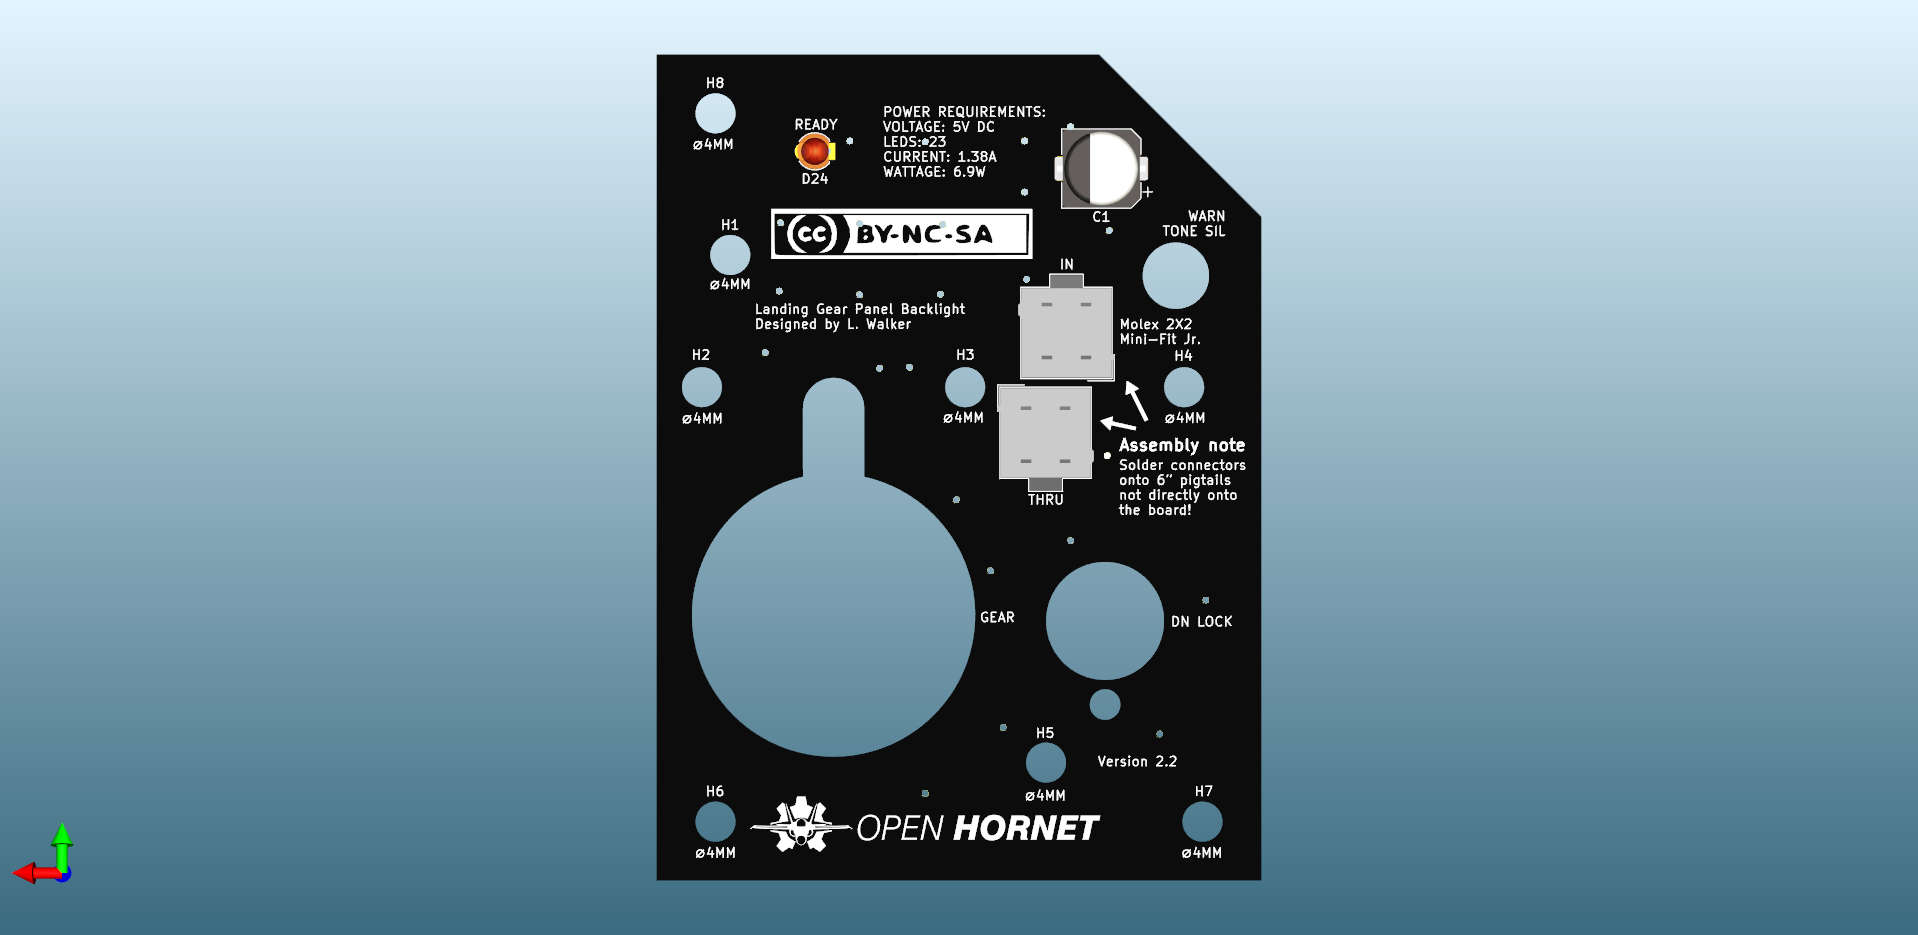 H8
ø4MM
READY
D24
POWER REQUIREMENTS:
VOLTAGE: 5V DC
LEDS: 23
CURRENT: 1.38A
WATTAGE: 6.9W
+
C1
WARN
TONE SIL
H1
ø4MM
cc BY-NC-SA
IN
Landing Gear Panel Backlight
Designed by L. Walker
Molex 2X2
Mini-Fit Jr.
H2
ø4MM
H3
ø4MM
H4
ø4MM
Assembly note
Solder connectors
onto 6" pigtails
not directly onto
the board!
THRU
GEAR
DN LOCK
H5
ø4MM
Version 2.2
H6
ø4MM
OPEN HORNET
H7
ø4MM